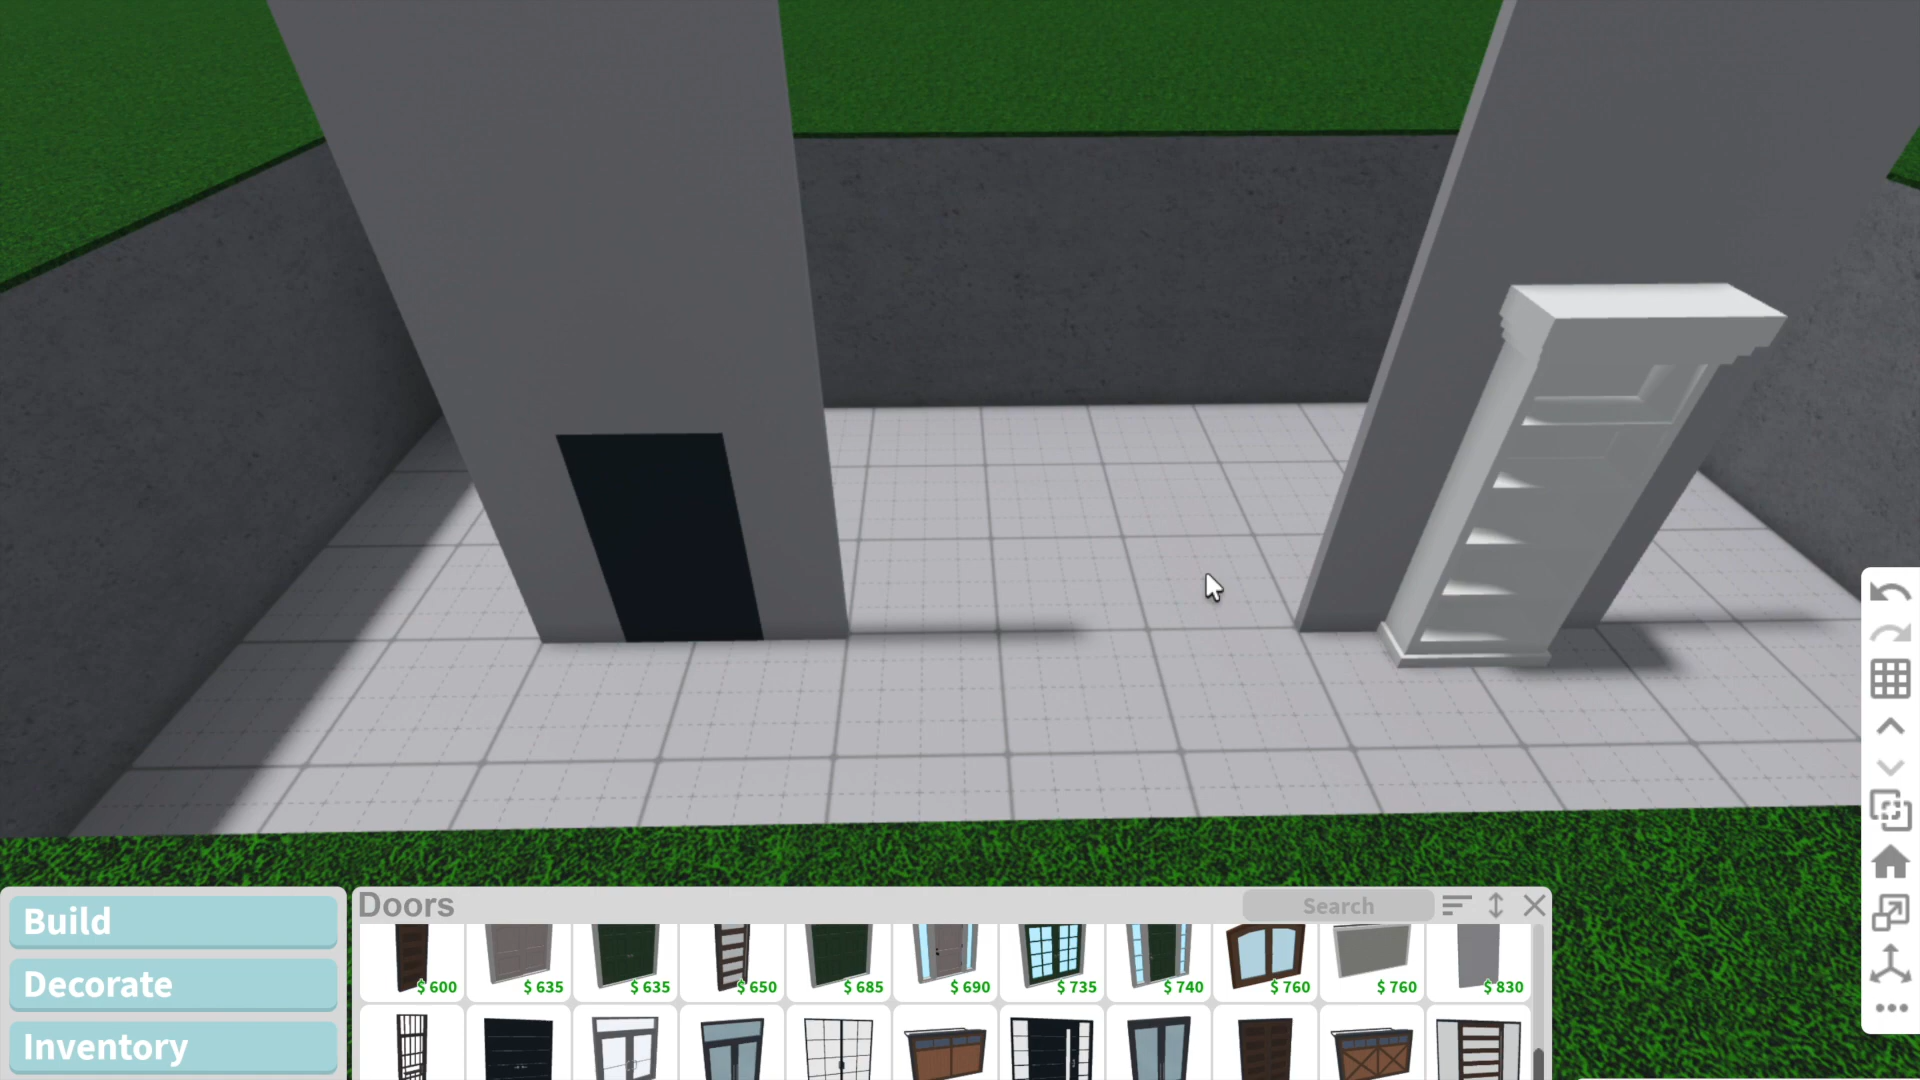 Build
Decorate
Inventory
Doors
Search
$ 600
$ 635
$ 635
$ 650
$ 685
$ 690
$ 735
$ 740
$ 760
$ 760
$ 830